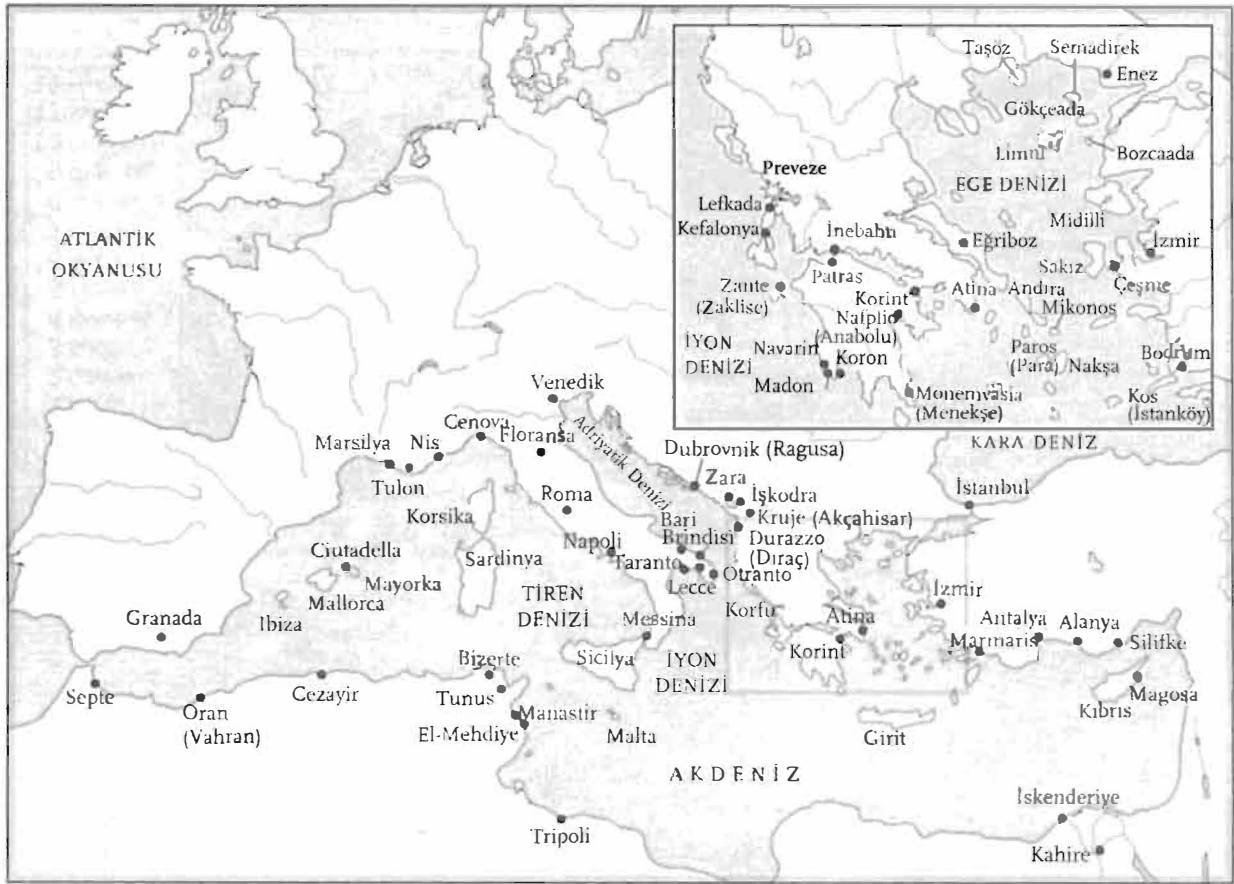 Taşöz
Semadirek
Enez
Gökçeada
Limni
Bozcaada
Preveze
EGE DENİZİ
Lefkada
Midilli
Kefalonya
İnebahtı
Eğriboz
İzmir
Sakız
Patras
Çeşme
Zante
(Zaklise)
Korint
Atina
Andıra
Mikonos
Nafplio
(Anabolu)
İYON
DENİZİ
Navarin
Koron
Paros
(Para)
Nakşa
Bodrum
Madon
Monemvasia
(Menekşe)
Kos
(İstanköy)
ATLANTİK
OKYANUSU
KARA DENİZ
Venedik
Cenova
Floransa
Adriyatik Denizi
Dubrovnik (Ragusa)
Marsilya
Nis
Tulon
Zara
İşkodra
İstanbul
Korsika
Roma
Kruje (Akçahisar)
Bari
Durazzo
(Dıraç)
Brindisi
Napoli
Ciutadella
Sardinya
Taranto
Otranto
Mayorka
Lecce
Mallorca
TİREN
DENİZİ
Korfu
İzmir
Granada
Ibiza
Messina
Atina
Antalya
Alanya
Marmaris
Silifke
Korint
Bizerte
Sicilya
İYON
DENİZİ
Septe
Cezayir
Tunus
Magosa
Oran
(Vahran)
Manastır
Kıbrıs
El-Mehdiye
Malta
Girit
AKDENİZ
İskenderiye
Tripoli
Kahire